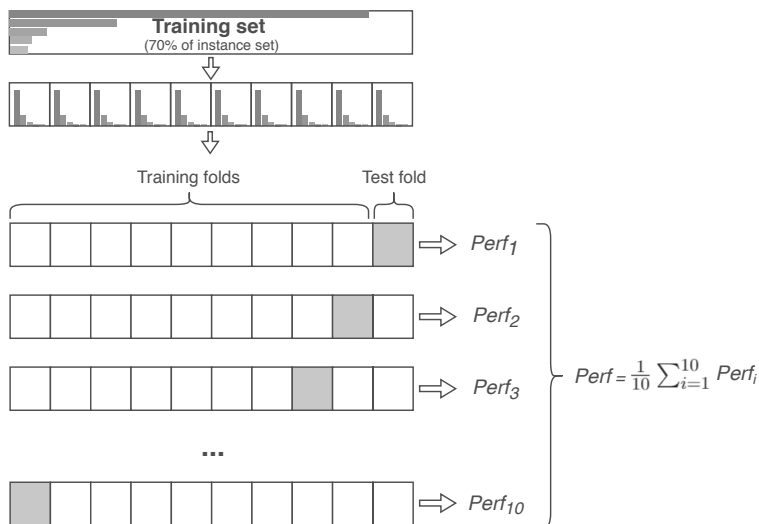 Training set
(70% of instance set)
Training folds
Test fold
Perf₁
Perf₂
Perf₃
Perf = 1/10 ∑¹⁰ᵢ₌₁ Perfᵢ
...
Perf₁₀